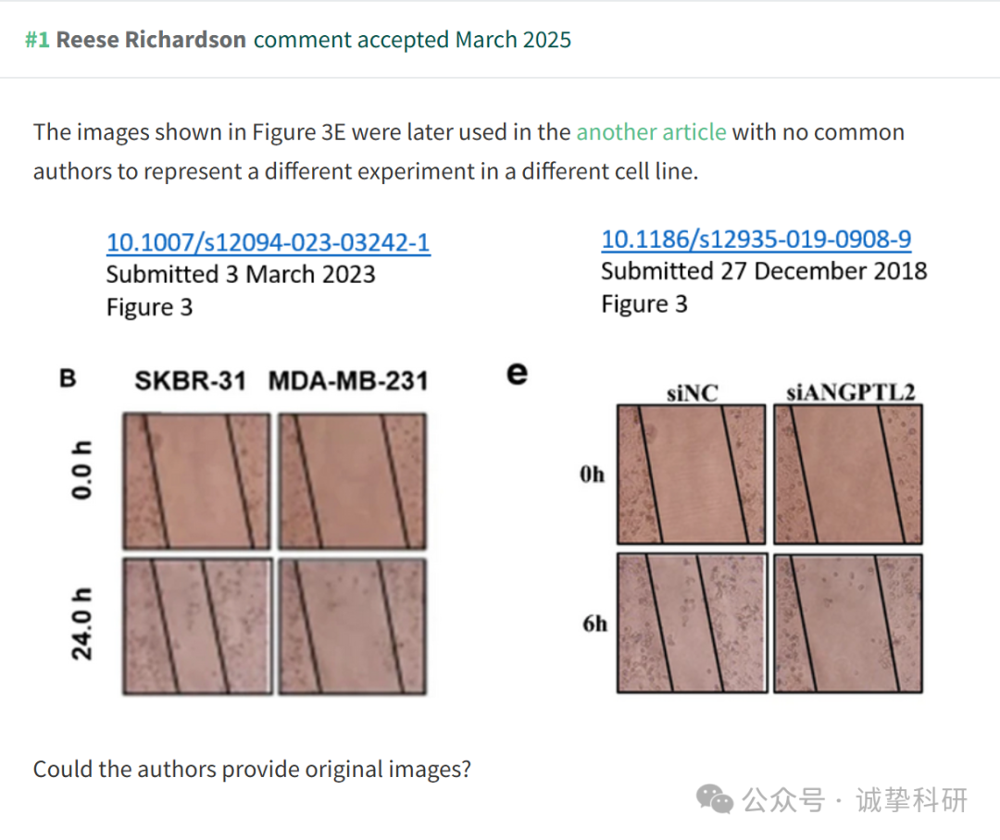 #1 Reese Richardson comment accepted March 2025
The images shown in Figure 3E were later used in the another article with no common
authors to represent a different experiment in a different cell line.
10.1007/s12094-023-03242-1
Submitted 3 March 2023
Figure 3
10.1186/s12935-019-0908-9
Submitted 27 December 2018
Figure 3
B
SKBR-31 MDA-MB-231
0.0 h
24.0 h
e
siNC siANGPTL2
0h
6h
Could the authors provide original images?
公众号 · 诚挚科研